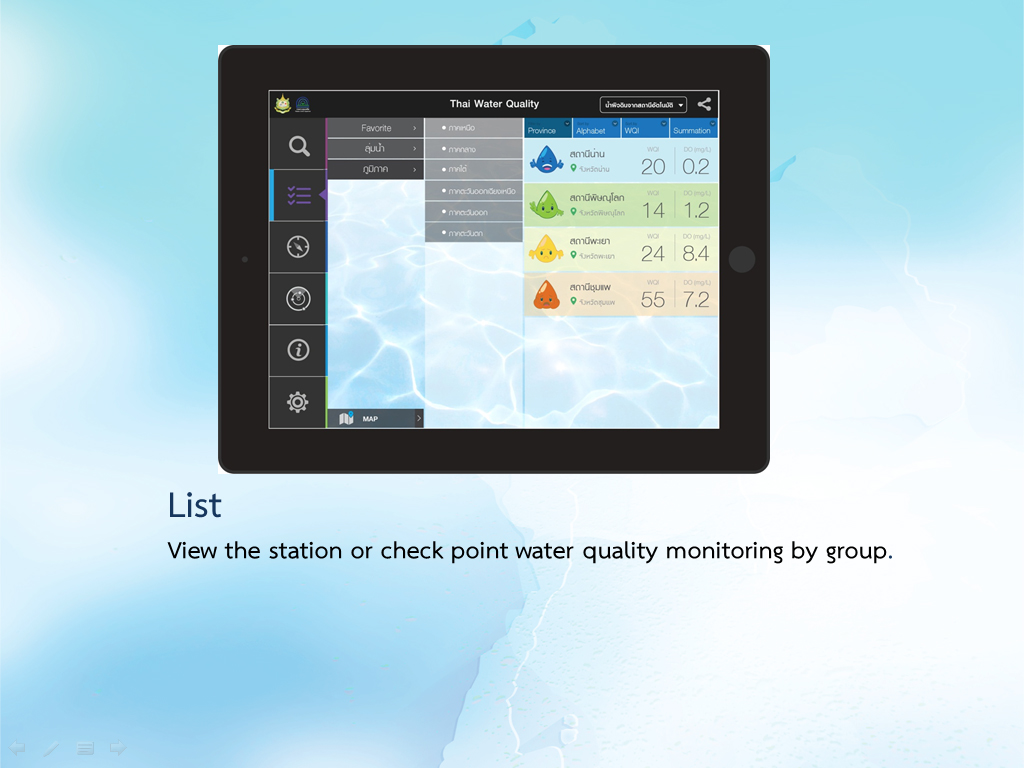 Thai Water Quality
น้ำผิวดินจากสถานีอัตโนมัติ
Favorite
ลุ่มน้ำ
ภูมิภาค
ภาคเหนือ
ภาคกลาง
ภาคใต้
ภาคตะวันออกเฉียงเหนือ
ภาคตะวันออก
ภาคตะวันตก
Province
Alphabet
WQI
Summation
สถานีน่าน
จังหวัดน่าน
WQI
20
DO (mg/L)
0.2
สถานีพิษณุโลก
จังหวัดพิษณุโลก
WQI
14
DO (mg/L)
1.2
สถานีพะเยา
จังหวัดพะเยา
WQI
24
DO (mg/L)
8.4
สถานีชุมแพ
จังหวัดชุมแพ
WQI
55
DO (mg/L)
7.2
MAP
List
View the station or check point water quality monitoring by group.